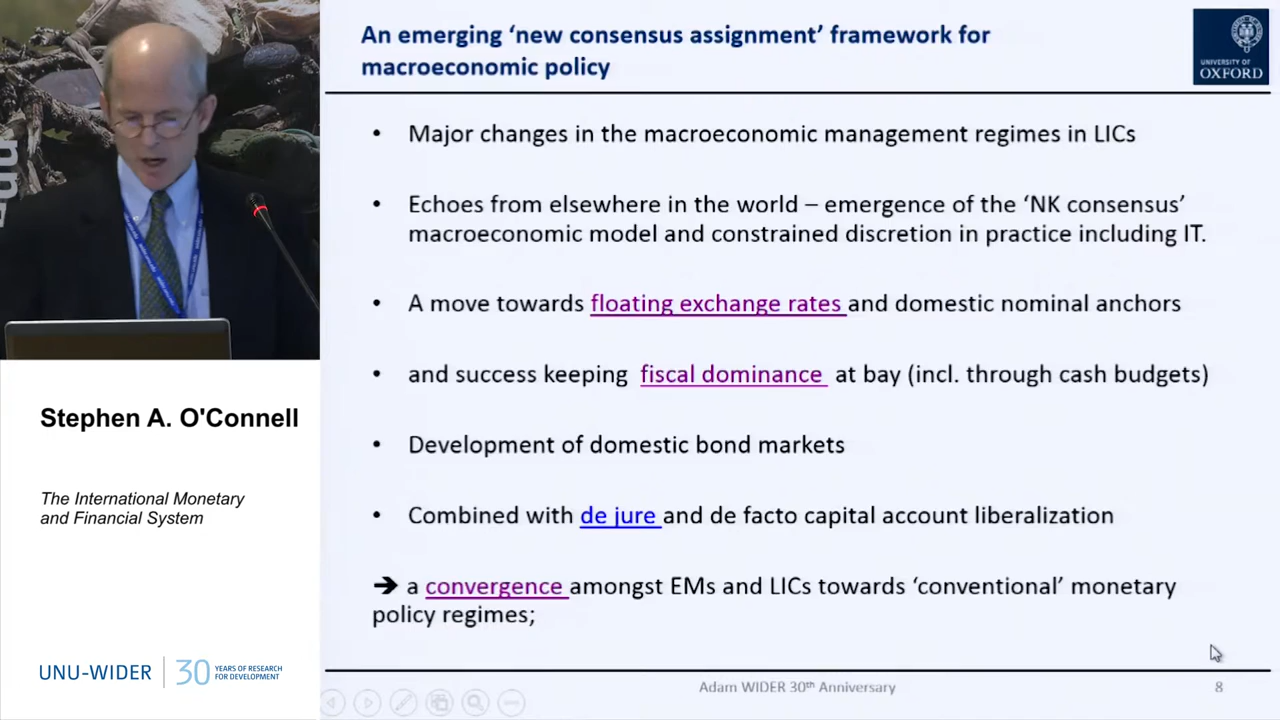 An emerging ‘new consensus assignment’ framework for
macroeconomic policy
UNIVERSITY OF
OXFORD
• Major changes in the macroeconomic management regimes in LICs
• Echoes from elsewhere in the world – emergence of the ‘NK consensus’
macroeconomic model and constrained discretion in practice including IT.
• A move towards floating exchange rates and domestic nominal anchors
• and success keeping fiscal dominance at bay (incl. through cash budgets)
• Development of domestic bond markets
• Combined with de jure and de facto capital account liberalization
➔ a convergence amongst EMs and LICs towards ‘conventional’ monetary
policy regimes;
Adam WIDER 30th Anniversary
8
Stephen A. O'Connell
The International Monetary
and Financial System
UNU-WIDER
30 YEARS OF RESEARCH
FOR DEVELOPMENT